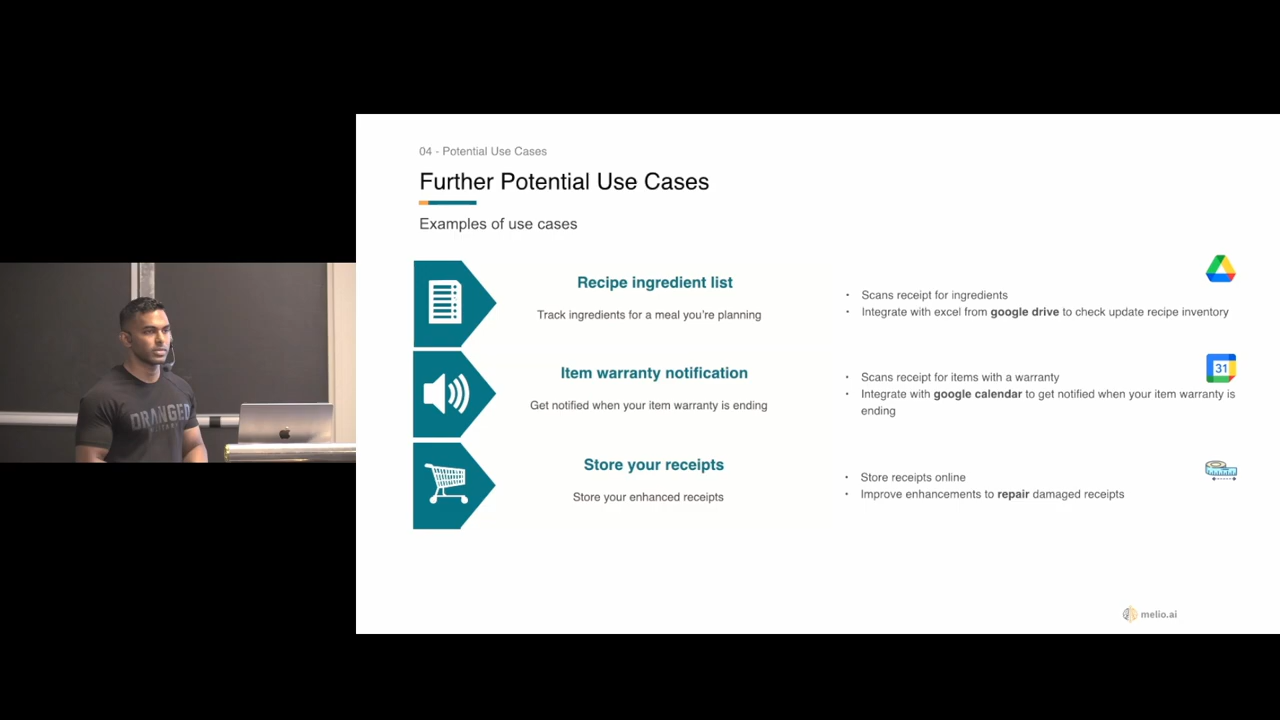 04 - Potential Use Cases
Further Potential Use Cases
Examples of use cases
Recipe ingredient list
Track ingredients for a meal you're planning
• Scans receipt for ingredients
• Integrate with excel from google drive to check update recipe inventory
Item warranty notification
Get notified when your item warranty is ending
31
• Scans receipt for items with a warranty
• Integrate with google calendar to get notified when your item warranty is
ending
Store your receipts
Store your enhanced receipts
• Store receipts online
• Improve enhancements to repair damaged receipts
melio.ai
DRANGED